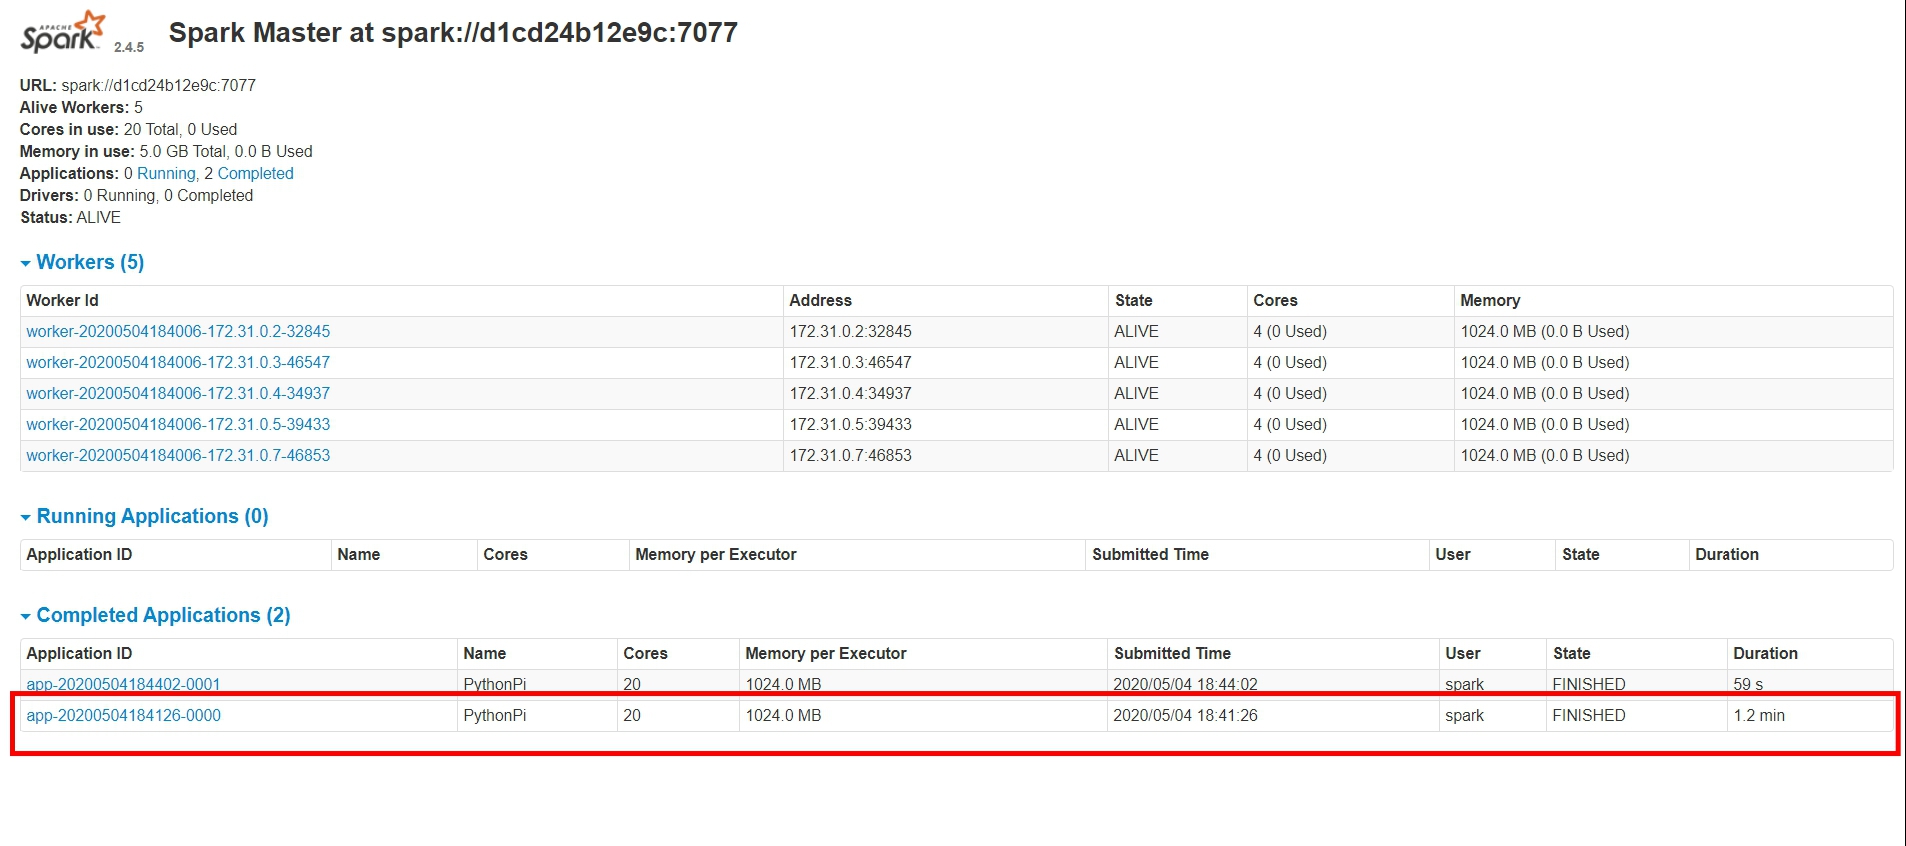 APACHE
Spark 2.4.5 Spark Master at spark://d1cd24b12e9c:7077
URL: spark://d1cd24b12e9c:7077
Alive Workers: 5
Cores in use: 20 Total, 0 Used
Memory in use: 5.0 GB Total, 0.0 B Used
Applications: 0 Running, 2 Completed
Drivers: 0 Running, 0 Completed
Status: ALIVE
Workers (5)
Worker Id Address State Cores Memory
worker-20200504184006-172.31.0.2-32845 172.31.0.2:32845 ALIVE 4 (0 Used) 1024.0 MB (0.0 B Used)
worker-20200504184006-172.31.0.3-46547 172.31.0.3:46547 ALIVE 4 (0 Used) 1024.0 MB (0.0 B Used)
worker-20200504184006-172.31.0.4-34937 172.31.0.4:34937 ALIVE 4 (0 Used) 1024.0 MB (0.0 B Used)
worker-20200504184006-172.31.0.5-39433 172.31.0.5:39433 ALIVE 4 (0 Used) 1024.0 MB (0.0 B Used)
worker-20200504184006-172.31.0.7-46853 172.31.0.7:46853 ALIVE 4 (0 Used) 1024.0 MB (0.0 B Used)
Running Applications (0)
Application ID Name Cores Memory per Executor Submitted Time User State Duration
Completed Applications (2)
Application ID Name Cores Memory per Executor Submitted Time User State Duration
app-20200504184402-0001 PythonPi 20 1024.0 MB 2020/05/04 18:44:02 spark FINISHED 59 s
app-20200504184126-0000 PythonPi 20 1024.0 MB 2020/05/04 18:41:26 spark FINISHED 1.2 min